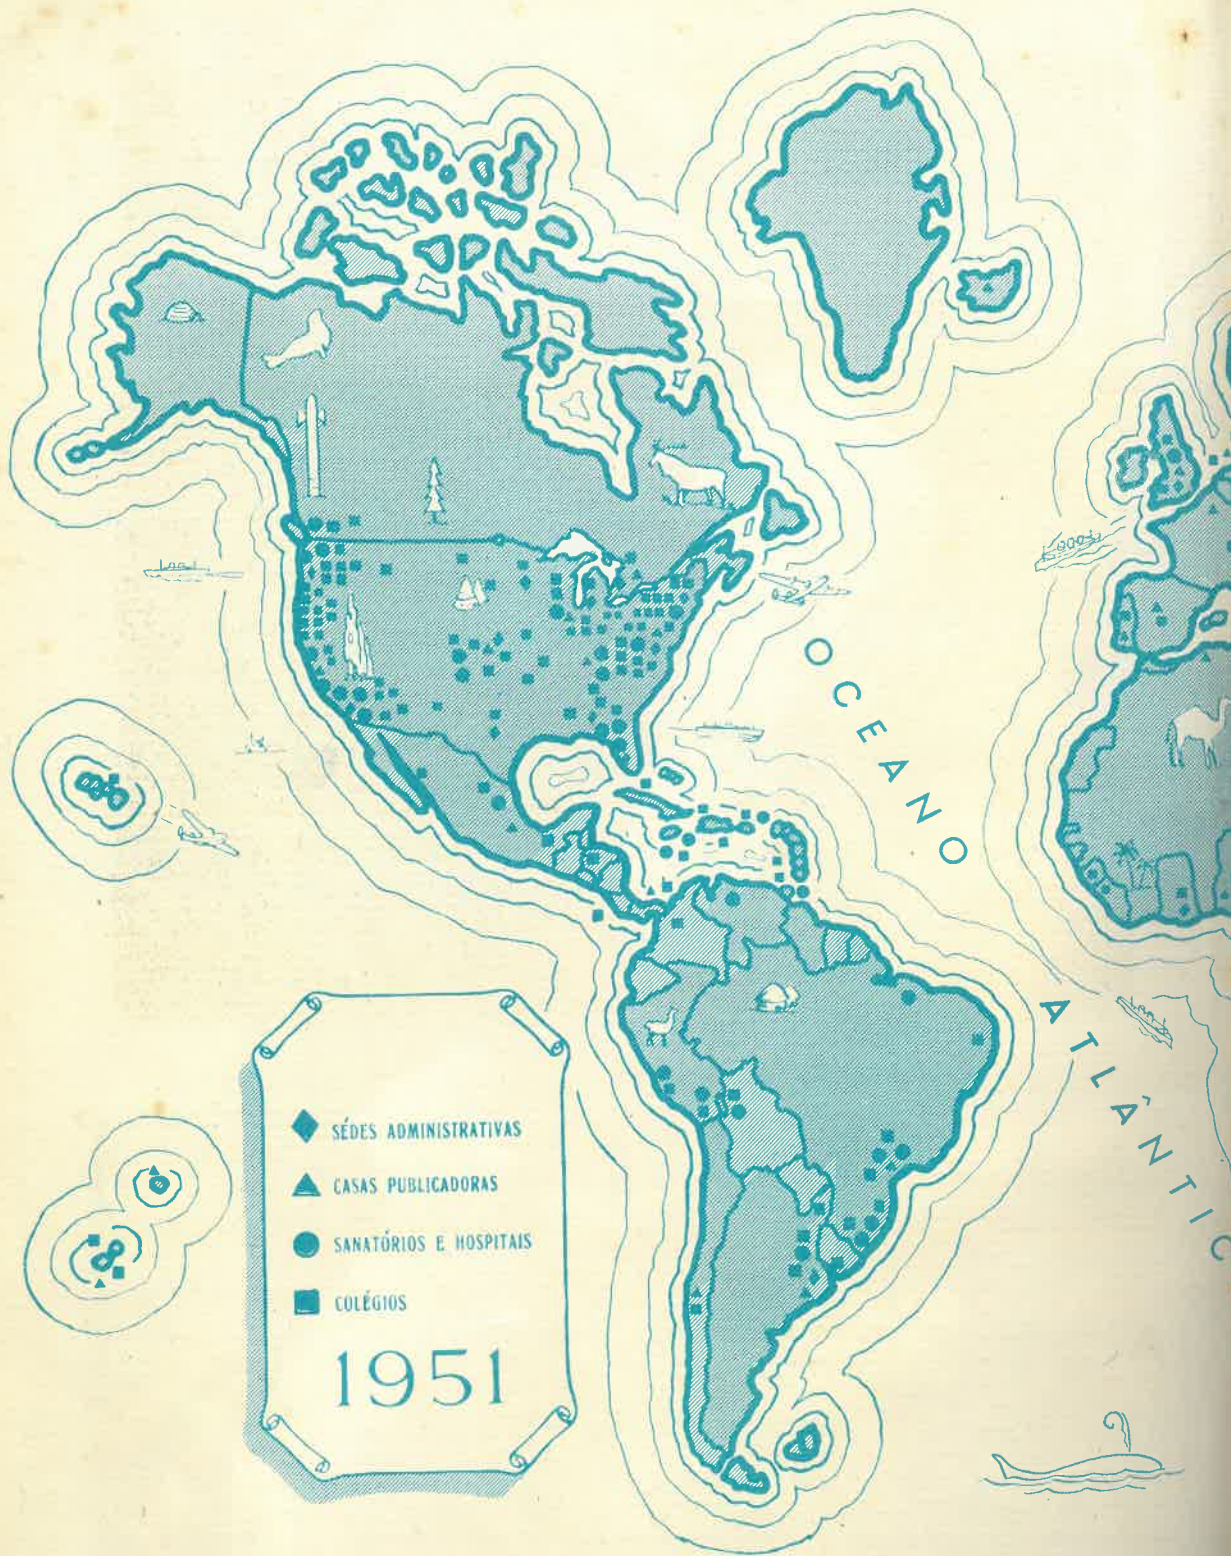 OCEANO
ATLÂNTIC
SÉDES ADMINISTRATIVAS
CASAS PUBLICADORAS
SANATÓRIOS E HOSPITAIS
COLÉGIOS
1951